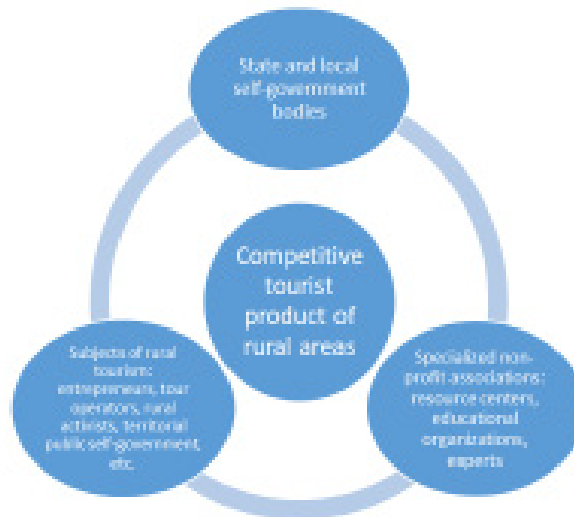 State and local
self-government
bodies
Competitive
tourist
product of
rural areas
Subjects of rural
tourism:
entrepreneurs, tour
operators, rural
activists, territorial
public self-government,
etc.
Specialized non-
profit associations:
resource centers,
educational
organizations,
experts